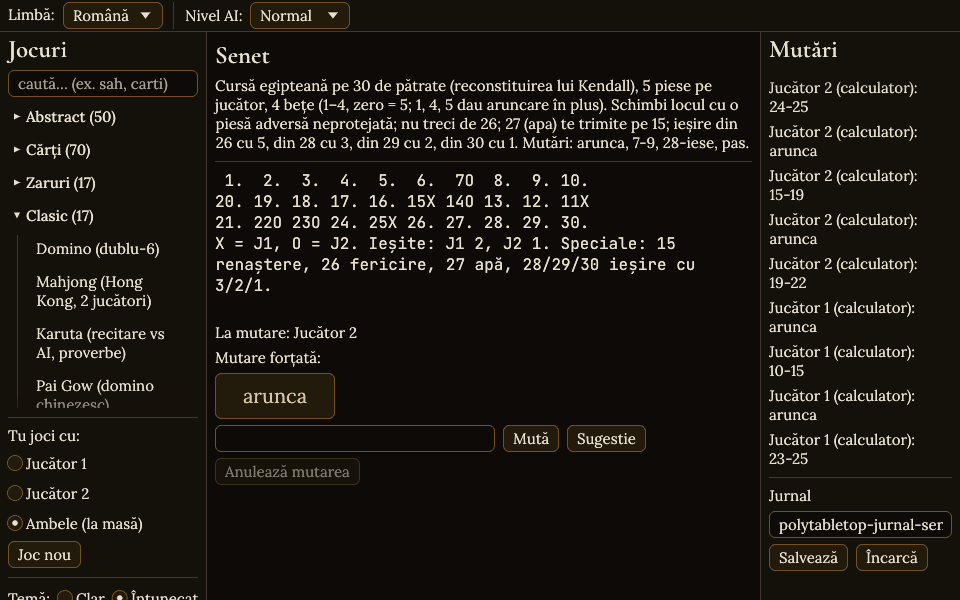 Limbă: Română Nivel AI: Normal
Jocuri
caută... (ex. sah, carti)
Abstract (50)
Cărți (70)
Zaruri (17)
Clasic (17)
Domino (dublu-6)
Mahjong (Hong
Kong, 2 jucători)
Karuta (recitare vs
AI, proverbe)
Pai Gow (domino
chinezesc)
Tu joci cu:
Jucător 1
Jucător 2
Ambele (la masă)
Joc nou
Temă: Clar Întunecat
Senet
Cursă egipteană pe 30 de pătrate (reconstituirea lui Kendall), 5 piese pe
jucător, 4 bețe (1–4, zero = 5; 1, 4, 5 dau aruncare în plus). Schimbi locul cu o
piesă adversă neprotejată; nu treci de 26; 27 (apa) te trimite pe 15; ieșire din
26 cu 5, din 28 cu 3, din 29 cu 2, din 30 cu 1. Mutări: arunca, 7-9, 28-iese, pas.
1. 2. 3. 4. 5. 6. 7O 8. 9. 10.
20. 19. 18. 17. 16. 15X 14O 13. 12. 11X
21. 22O 23O 24. 25X 26. 27. 28. 29. 30.
X = J1, O = J2. Ieșite: J1 2, J2 1. Speciale: 15
renaștere, 26 fericire, 27 apă, 28/29/30 ieșire cu
3/2/1.
La mutare: Jucător 2
Mutare forțată:
arunca
Mută Sugestie
Anulează mutarea
Mutări
Jucător 2 (calculator):
24-25
Jucător 2 (calculator):
arunca
Jucător 2 (calculator):
15-19
Jucător 2 (calculator):
arunca
Jucător 2 (calculator):
19-22
Jucător 1 (calculator):
arunca
Jucător 1 (calculator):
10-15
Jucător 1 (calculator):
arunca
Jucător 1 (calculator):
23-25
Jurnal
polytabletop-jurnal-ser
Salvează Încarcă